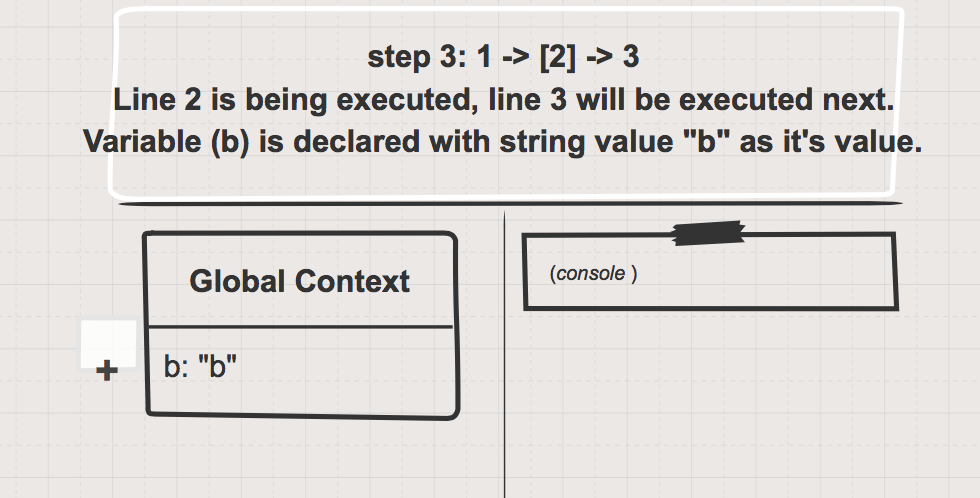 step 3: 1 -> [2] -> 3
Line 2 is being executed, line 3 will be executed next.
Variable (b) is declared with string value "b" as it's value.
Global Context
b: "b"
+
(console )